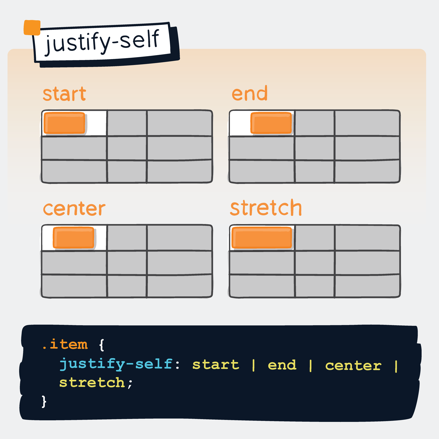 justify-self
start
end
center
stretch
.item {
justify-self: start | end | center |
stretch;
}